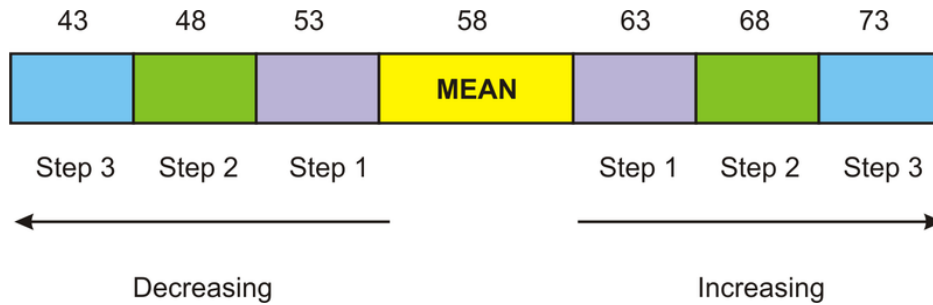 43 48 53 58 63 68 73
MEAN
Step 3 Step 2 Step 1 Step 1 Step 2 Step 3
Decreasing Increasing